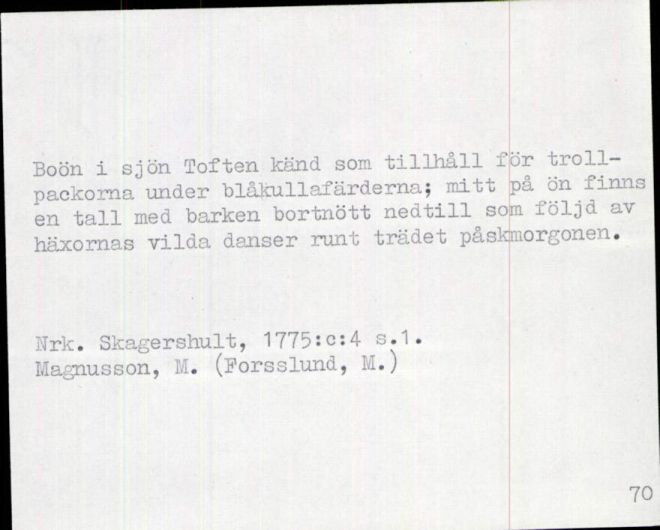 Boön i sjön Toften känd som tillhåll för troll-
packorna under blåkullafärderna; mitt på ön finns
en tall med barken bortnött nedtill som följd av
häxornas vilda danser runt trädet påskmorgonen.
Nrk. Skagershult, 1775:c:4 s.1.
Magnusson, M. (Forsslund, M.)
70